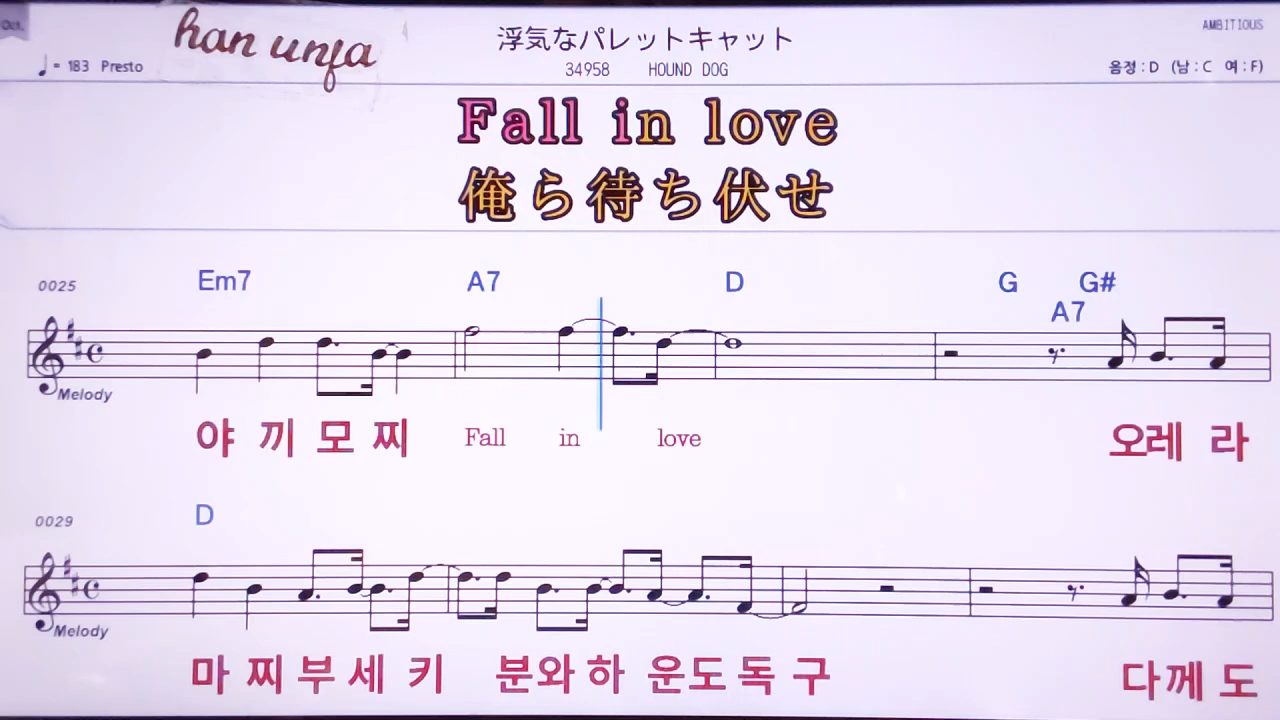 Oct.
han unja
浮気なパレットキャット
AMBITIOUS
♩= 183 Presto
34958 HOUND DOG
음정 : D (남 : C 여 : F)
Fall in love
俺ら待ち伏せ
0025 Em7 A7 D G G#
A7
Melody
야 끼 모 찌 Fall in love 오레 라
0029 D
Melody
마 찌 부 세 키 분와 하 운도 독 구 다께 도